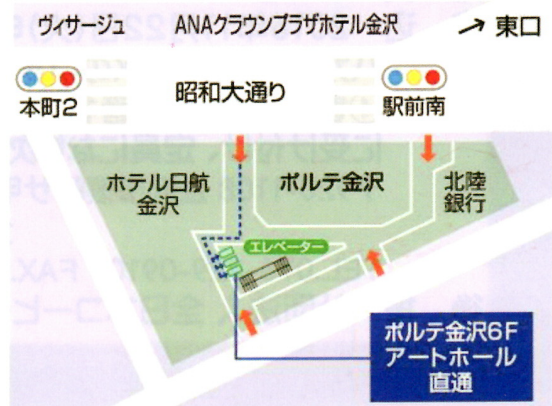 ヴィサージュ ANAクラウンプラザホテル金沢 東口
本町2 昭和大通り 駅前南
ホテル日航
金沢
ポルテ金沢
北陸
銀行
エレベーター
ポルテ金沢6F
アートホール
直通